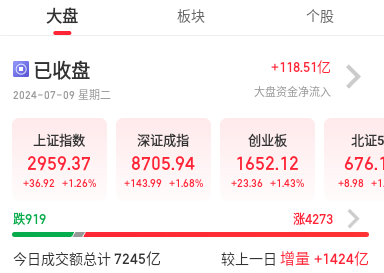 大盘 板块 个股
已收盘 +118.51亿
2024-07-09 星期二 大盘资金净流入
上证指数 深证成指 创业板 北证5
2959.37 8705.94 1652.12 676.1
+36.92 +1.26% +143.99 +1.68% +23.36 +1.43% +8.98 +1.
跌919 涨4273
今日成交额总计 7245亿 较上一日 增量 +1424亿